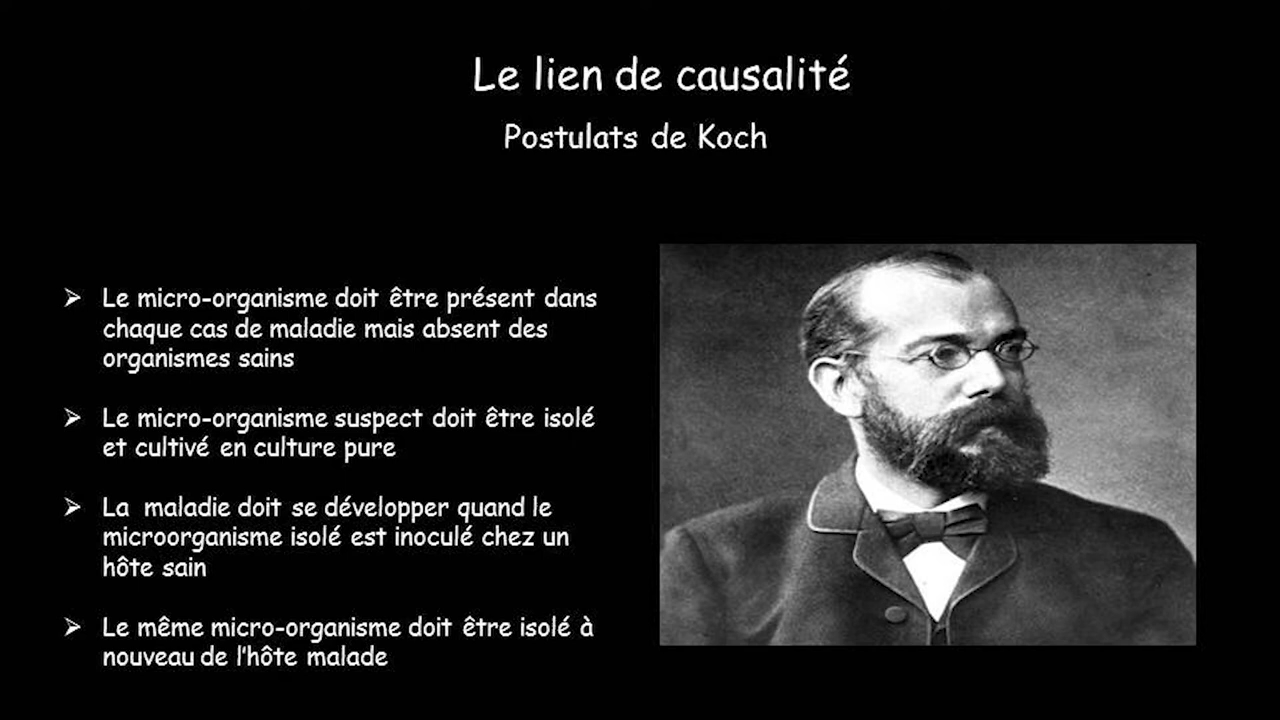 Le lien de causalité
Postulats de Koch
➢ Le micro-organisme doit être présent dans
chaque cas de maladie mais absent des
organismes sains
➢ Le micro-organisme suspect doit être isolé
et cultivé en culture pure
➢ La maladie doit se développer quand le
microorganisme isolé est inoculé chez un
hôte sain
➢ Le même micro-organisme doit être isolé à
nouveau de l'hôte malade